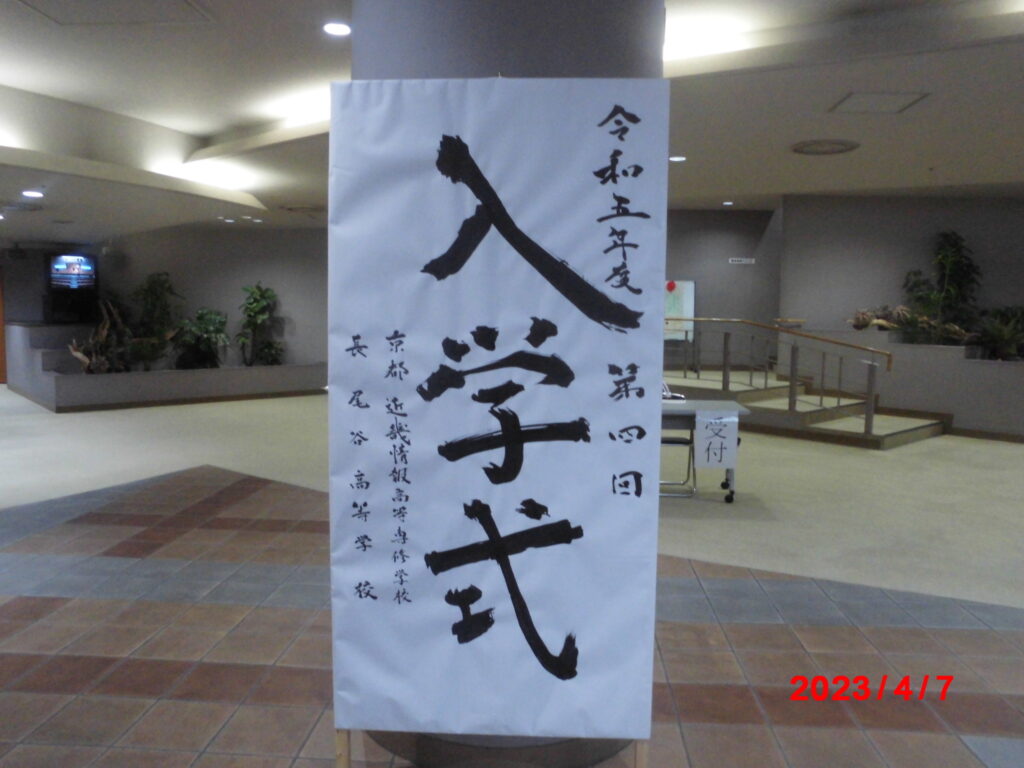 令和五年度 第四回
入学式
京都 近畿情報高等専修学校
長尾谷高等学校
受付
2023/4/7